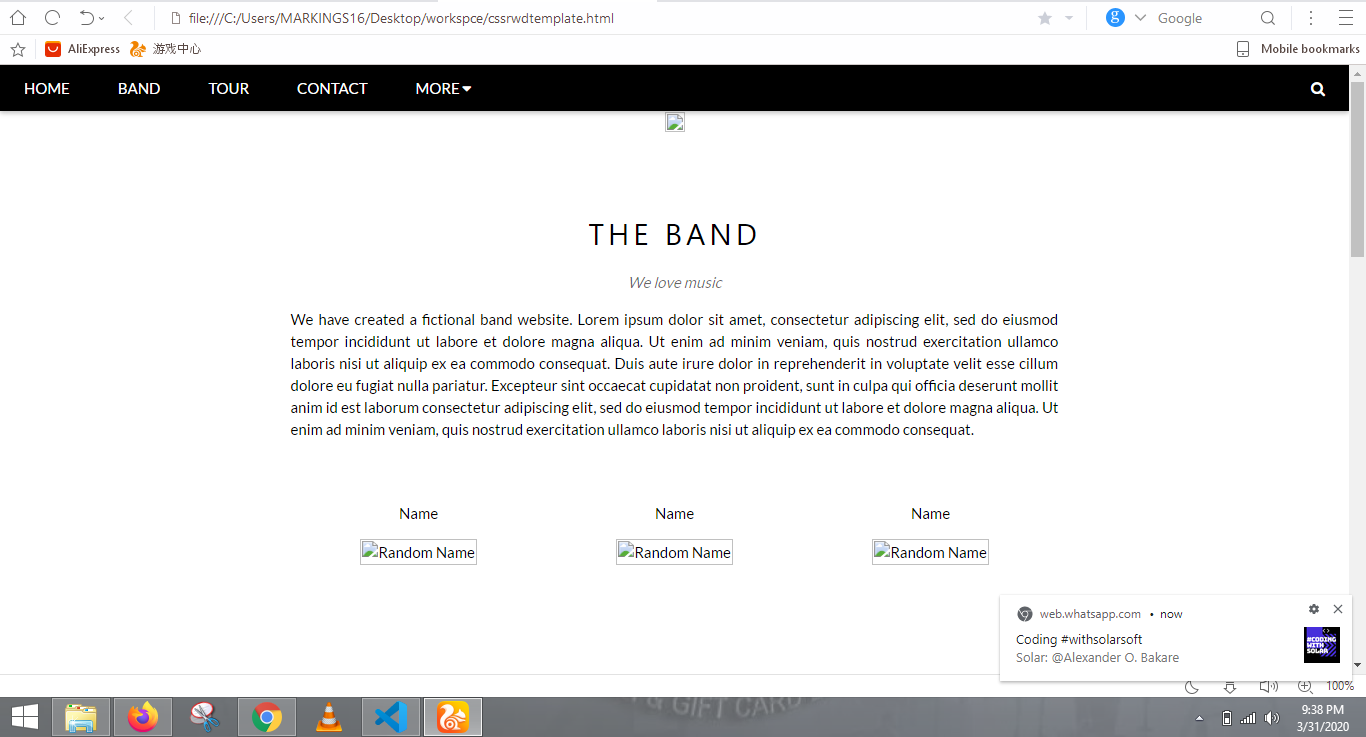 file:///C:/Users/MARKINGS16/Desktop/workspce/cssrwdtemplate.html
g
Google
AliExpress
游戏中心
Mobile bookmarks
HOME BAND TOUR CONTACT MORE
THE BAND
We love music
We have created a fictional band website. Lorem ipsum dolor sit amet, consectetur adipiscing elit, sed do eiusmod
tempor incididunt ut labore et dolore magna aliqua. Ut enim ad minim veniam, quis nostrud exercitation ullamco
laboris nisi ut aliquip ex ea commodo consequat. Duis aute irure dolor in reprehenderit in voluptate velit esse cillum
dolore eu fugiat nulla pariatur. Excepteur sint occaecat cupidatat non proident, sunt in culpa qui officia deserunt mollit
anim id est laborum consectetur adipiscing elit, sed do eiusmod tempor incididunt ut labore et dolore magna aliqua. Ut
enim ad minim veniam, quis nostrud exercitation ullamco laboris nisi ut aliquip ex ea commodo consequat.
Name Name Name
Random Name Random Name Random Name
web.whatsapp.com • now
Coding #withsolarsoft
Solar: @Alexander O. Bakare
#CODING
WITH
SOLAR
100%
& GIFT CARD
9:38 PM
3/31/2020